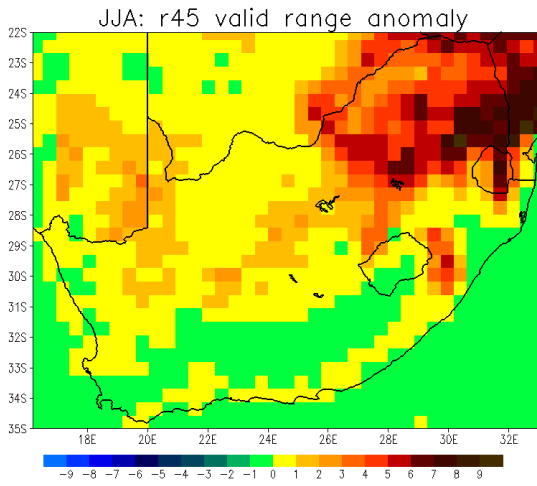 JJA: r45 valid range anomaly
22S
23S
24S
25S
26S
27S
28S
29S
30S
31S
32S
33S
34S
35S
18E 20E 22E 24E 26E 28E 30E 32E
-9 -8 -7 -6 -5 -4 -3 -2 -1 0 1 2 3 4 5 6 7 8 9